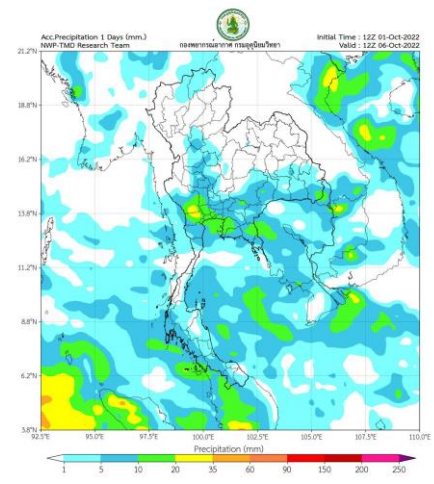 Acc.Precipitation 1 Days (mm.)
NWP-TMD Research Team
กองพยากรณ์อากาศ กรมอุตุนิยมวิทยา
Initial Time : 12Z 01-Oct-2022
Valid : 12Z 06-Oct-2022
21.2°N
18.8°N
16.2°N
13.8°N
11.2°N
8.8°N
6.2°N
3.8°N
92.5°E 95.0°E 97.5°E 100.0°E 102.5°E 105.0°E 107.5°E 110.0°E
Precipitation (mm)
1 5 10 20 35 60 90 150 200 250